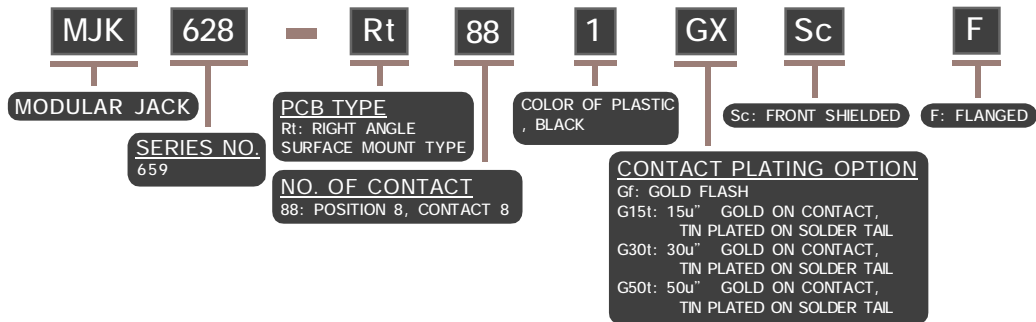 MJK 628 - Rt 88 1 GX Sc F
MODULAR JACK
SERIES NO.
659
PCB TYPE
Rt: RIGHT ANGLE
SURFACE MOUNT TYPE
NO. OF CONTACT
88: POSITION 8, CONTACT 8
COLOR OF PLASTIC
, BLACK
CONTACT PLATING OPTION
Gf: GOLD FLASH
G15t: 15u" GOLD ON CONTACT,
TIN PLATED ON SOLDER TAIL
G30t: 30u" GOLD ON CONTACT,
TIN PLATED ON SOLDER TAIL
G50t: 50u" GOLD ON CONTACT,
TIN PLATED ON SOLDER TAIL
Sc: FRONT SHIELDED
F: FLANGED